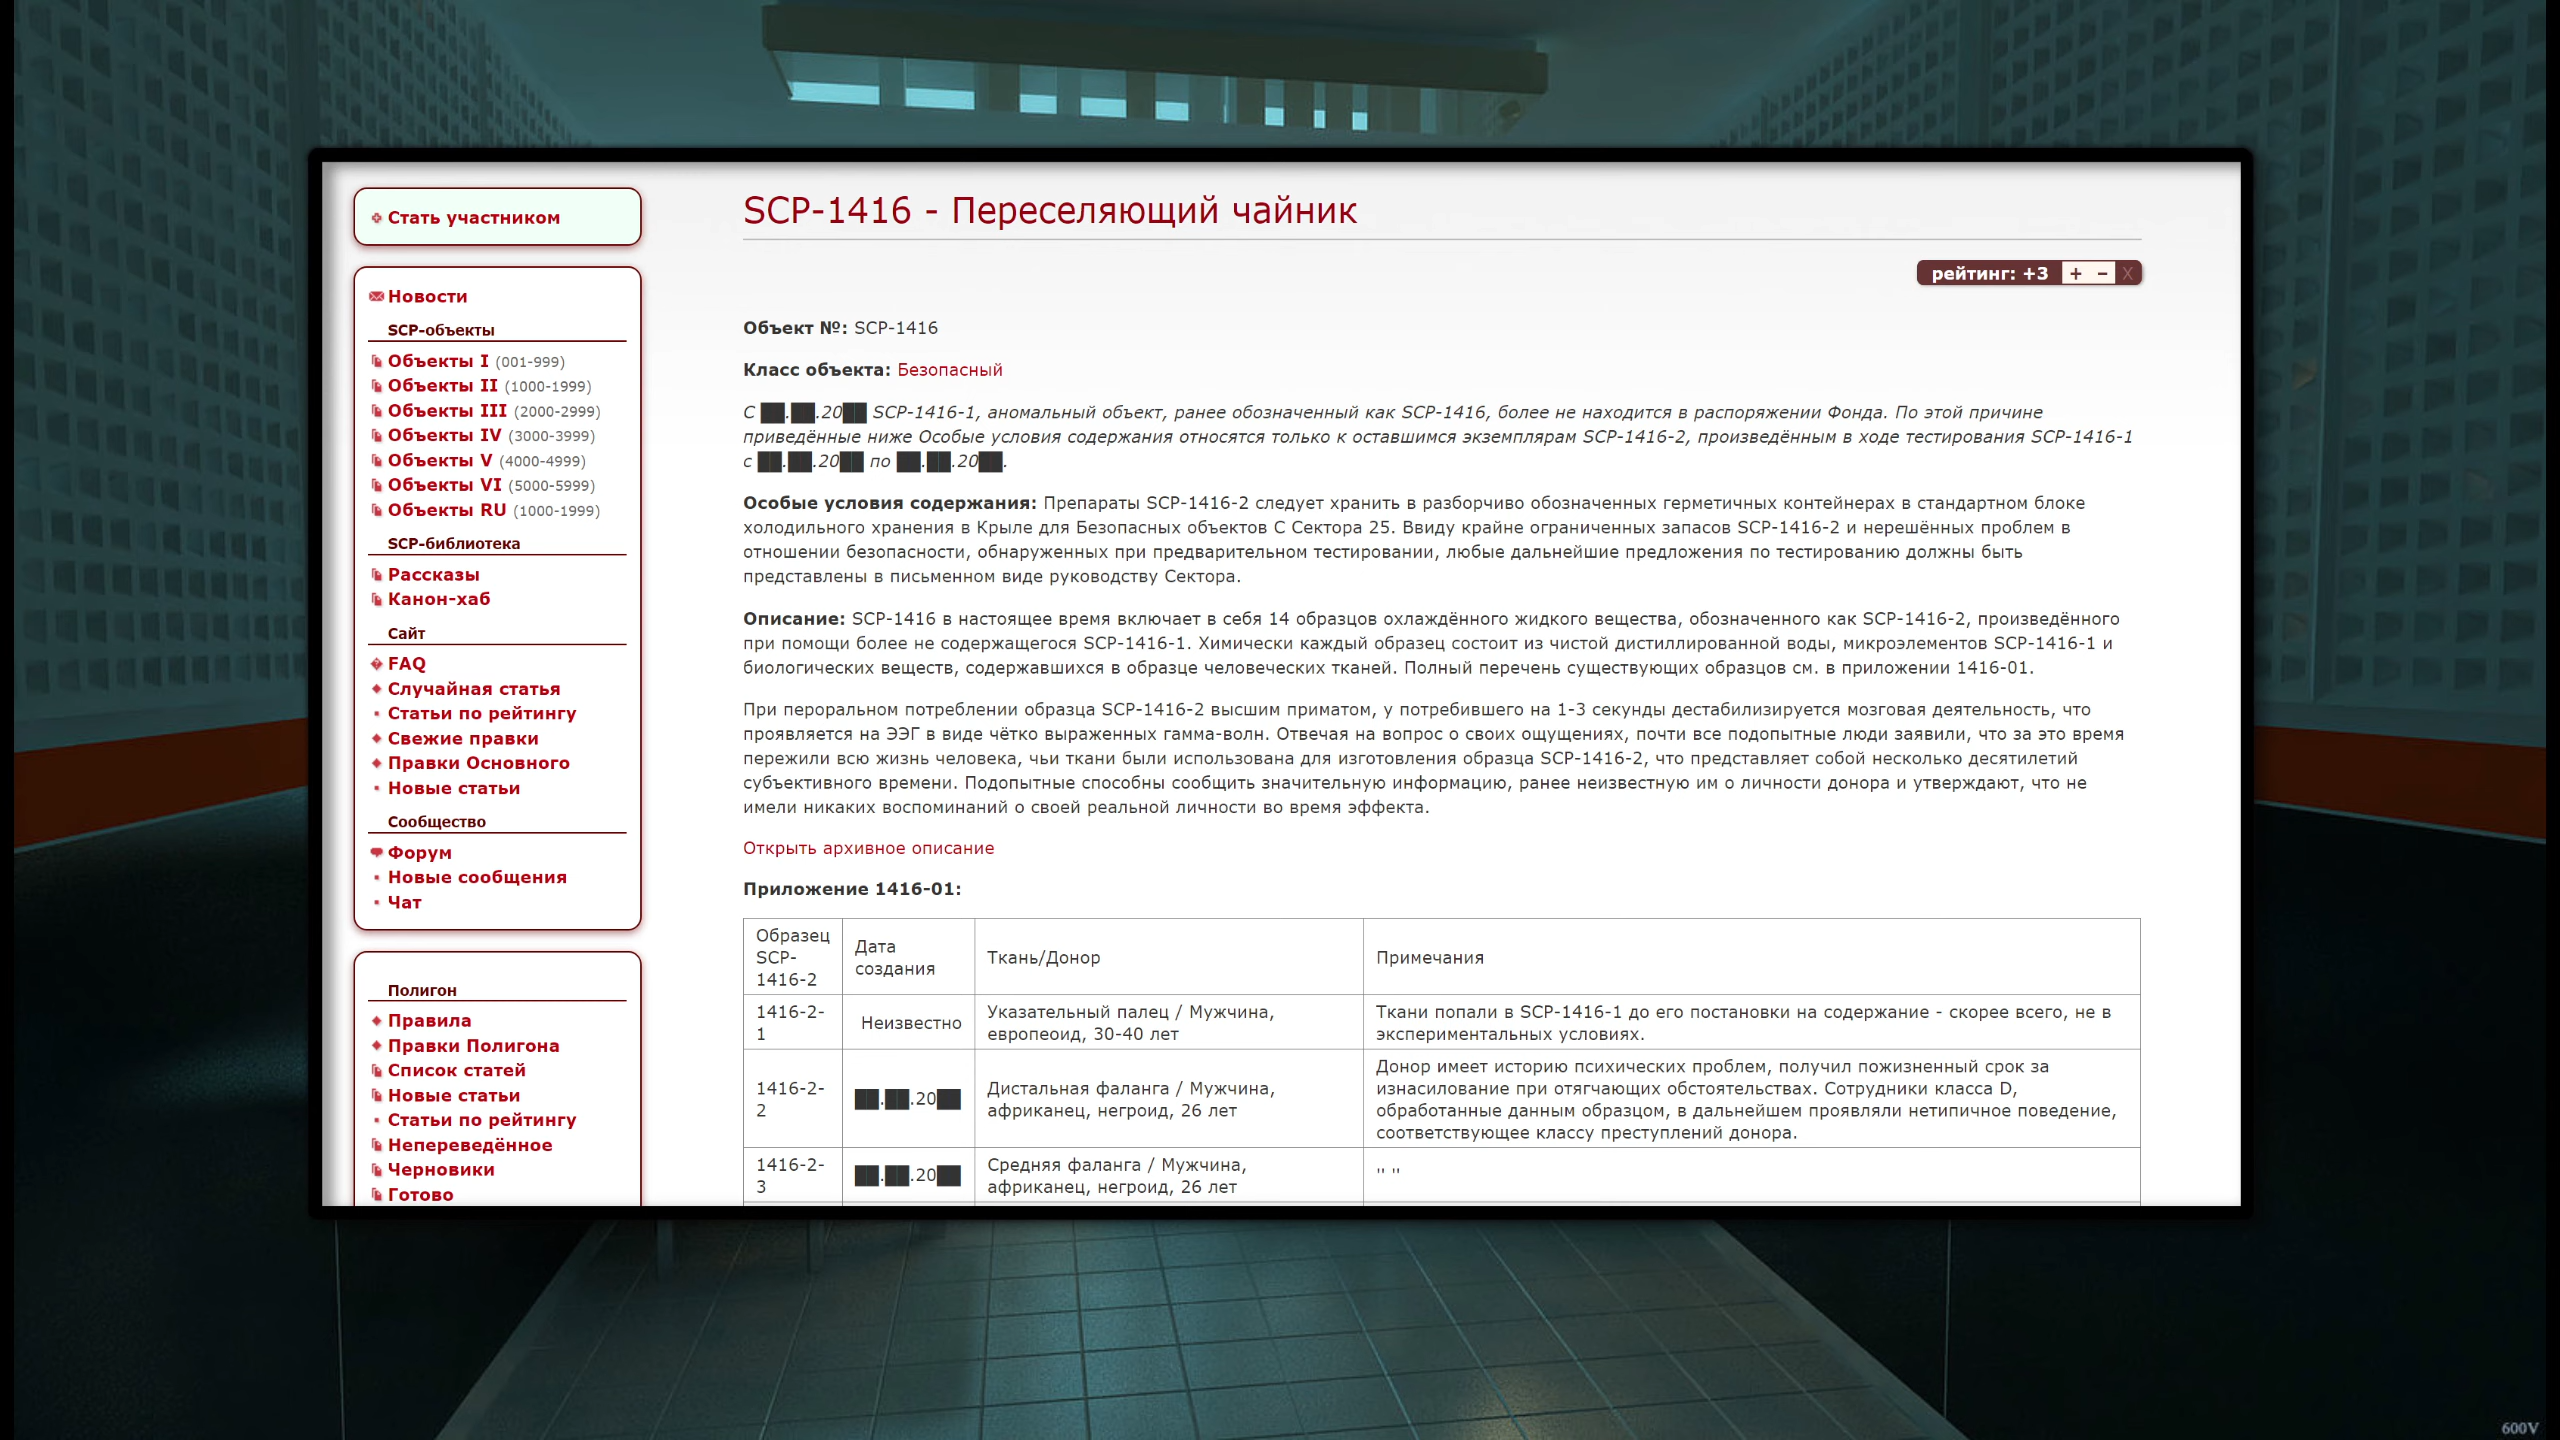 Стать участником
Новости
SCP-объекты
Объекты I (001-999)
Объекты II (1000-1999)
Объекты III (2000-2999)
Объекты IV (3000-3999)
Объекты V (4000-4999)
Объекты VI (5000-5999)
Объекты RU (1000-1999)
SCP-библиотека
Рассказы
Канон-хаб
Сайт
FAQ
Случайная статья
Статьи по рейтингу
Свежие правки
Правки Основного
Новые статьи
Сообщество
Форум
Новые сообщения
Чат
Полигон
Правила
Правки Полигона
Список статей
Новые статьи
Статьи по рейтингу
Непереведённое
Черновики
Готово
SCP-1416 - Переселяющий чайник
рейтинг: +3 + − X
Объект №: SCP-1416
Класс объекта: Безопасный
С ██.██.20██ SCP-1416-1, аномальный объект, ранее обозначенный как SCP-1416, более не находится в распоряжении Фонда. По этой причине
приведённые ниже Особые условия содержания относятся только к оставшимся экземплярам SCP-1416-2, произведённым в ходе тестирования SCP-1416-1
с ██.██.20██ по ██.██.20██.
Особые условия содержания: Препараты SCP-1416-2 следует хранить в разборчиво обозначенных герметичных контейнерах в стандартном блоке
холодильного хранения в Крыле для Безопасных объектов C Сектора 25. Ввиду крайне ограниченных запасов SCP-1416-2 и нерешённых проблем в
отношении безопасности, обнаруженных при предварительном тестировании, любые дальнейшие предложения по тестированию должны быть
представлены в письменном виде руководству Сектора.
Описание: SCP-1416 в настоящее время включает в себя 14 образцов охлаждённого жидкого вещества, обозначенного как SCP-1416-2, произведённого
при помощи более не содержащегося SCP-1416-1. Химически каждый образец состоит из чистой дистиллированной воды, микроэлементов SCP-1416-1 и
биологических веществ, содержавшихся в образце человеческих тканей. Полный перечень существующих образцов см. в приложении 1416-01.
При пероральном потреблении образца SCP-1416-2 высшим приматом, у потребившего на 1-3 секунды дестабилизируется мозговая деятельность, что
проявляется на ЭЭГ в виде чётко выраженных гамма-волн. Отвечая на вопрос о своих ощущениях, почти все подопытные люди заявили, что за это время
пережили всю жизнь человека, чьи ткани были использована для изготовления образца SCP-1416-2, что представляет собой несколько десятилетий
субъективного времени. Подопытные способны сообщить значительную информацию, ранее неизвестную им о личности донора и утверждают, что не
имели никаких воспоминаний о своей реальной личности во время эффекта.
Открыть архивное описание
Приложение 1416-01:
Образец
SCP-
1416-2
Дата
создания
Ткань/Донор
Примечания
1416-2-
1
Неизвестно
Указательный палец / Мужчина,
европеоид, 30-40 лет
Ткани попали в SCP-1416-1 до его постановки на содержание - скорее всего, не в
экспериментальных условиях.
1416-2-
2
██.██.20██
Дистальная фаланга / Мужчина,
африканец, негроид, 26 лет
Донор имеет историю психических проблем, получил пожизненный срок за
изнасилование при отягчающих обстоятельствах. Сотрудники класса D,
обработанные данным образцом, в дальнейшем проявляли нетипичное поведение,
соответствующее классу преступлений донора.
1416-2-
3
██.██.20██
Средняя фаланга / Мужчина,
африканец, негроид, 26 лет
" "
600V